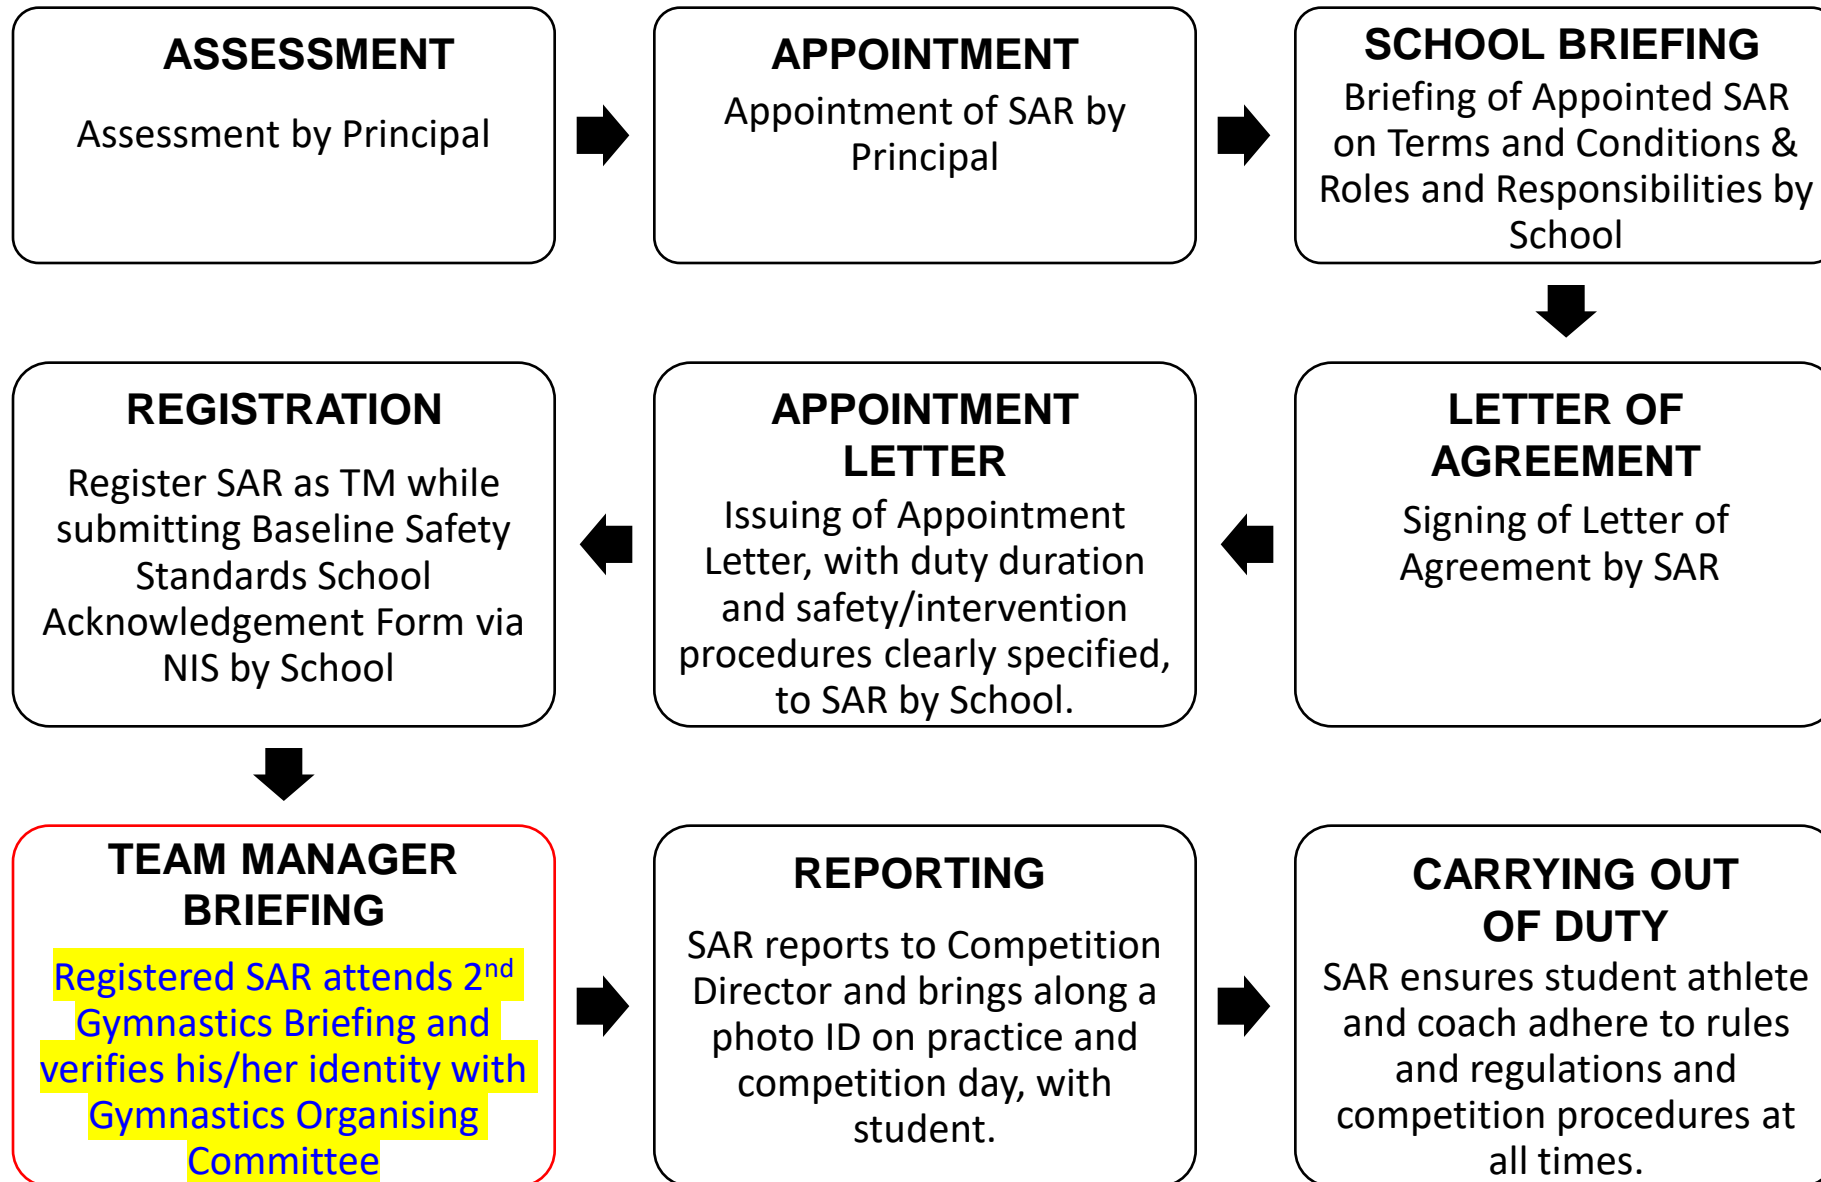 ASSESSMENT
Assessment by Principal
APPOINTMENT
Appointment of SAR by
Principal
SCHOOL BRIEFING
Briefing of Appointed SAR
on Terms and Conditions &
Roles and Responsibilities by
School
LETTER OF
AGREEMENT
Signing of Letter of
Agreement by SAR
APPOINTMENT
LETTER
Issuing of Appointment
Letter, with duty duration
and safety/intervention
procedures clearly specified,
to SAR by School.
REGISTRATION
Register SAR as TM while
submitting Baseline Safety
Standards School
Acknowledgement Form via
NIS by School
TEAM MANAGER
BRIEFING
Registered SAR attends 2nd
Gymnastics Briefing and
verifies his/her identity with
Gymnastics Organising
Committee
REPORTING
SAR reports to Competition
Director and brings along a
photo ID on practice and
competition day, with
student.
CARRYING OUT
OF DUTY
SAR ensures student athlete
and coach adhere to rules
and regulations and
competition procedures at
all times.